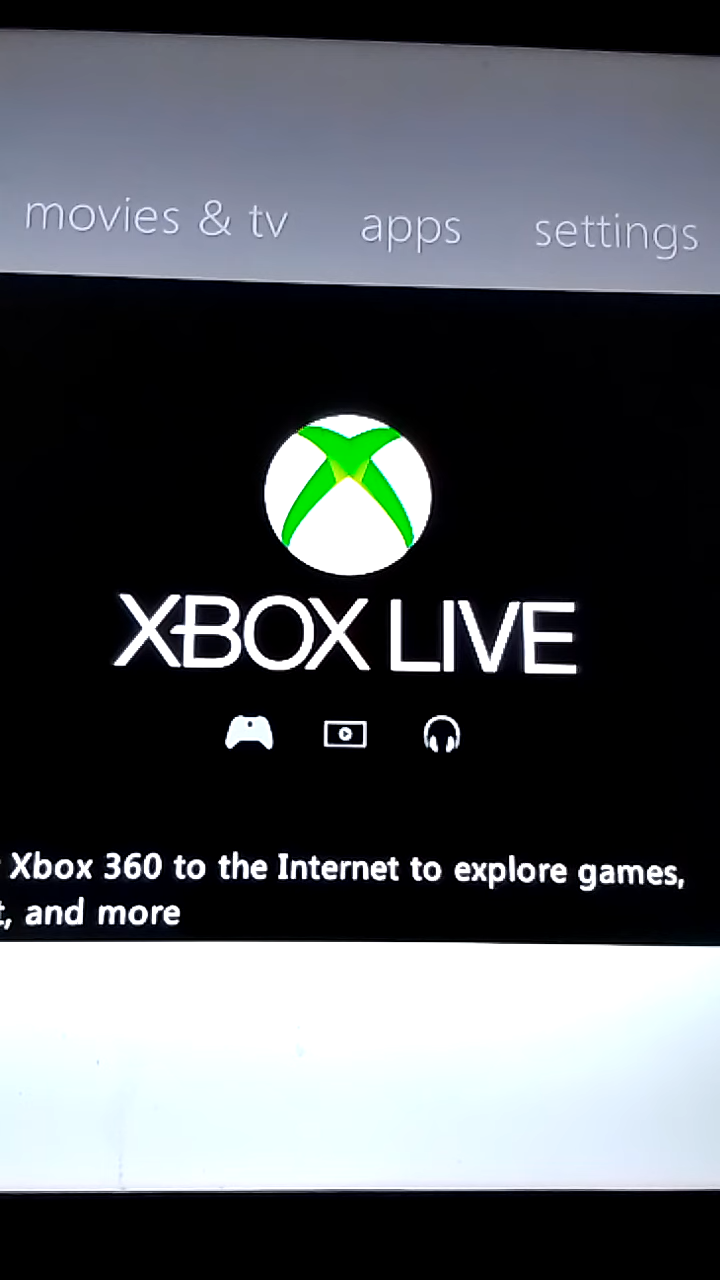 movies & tv apps settings
XBOX LIVE
Xbox 360 to the Internet to explore games,
, and more